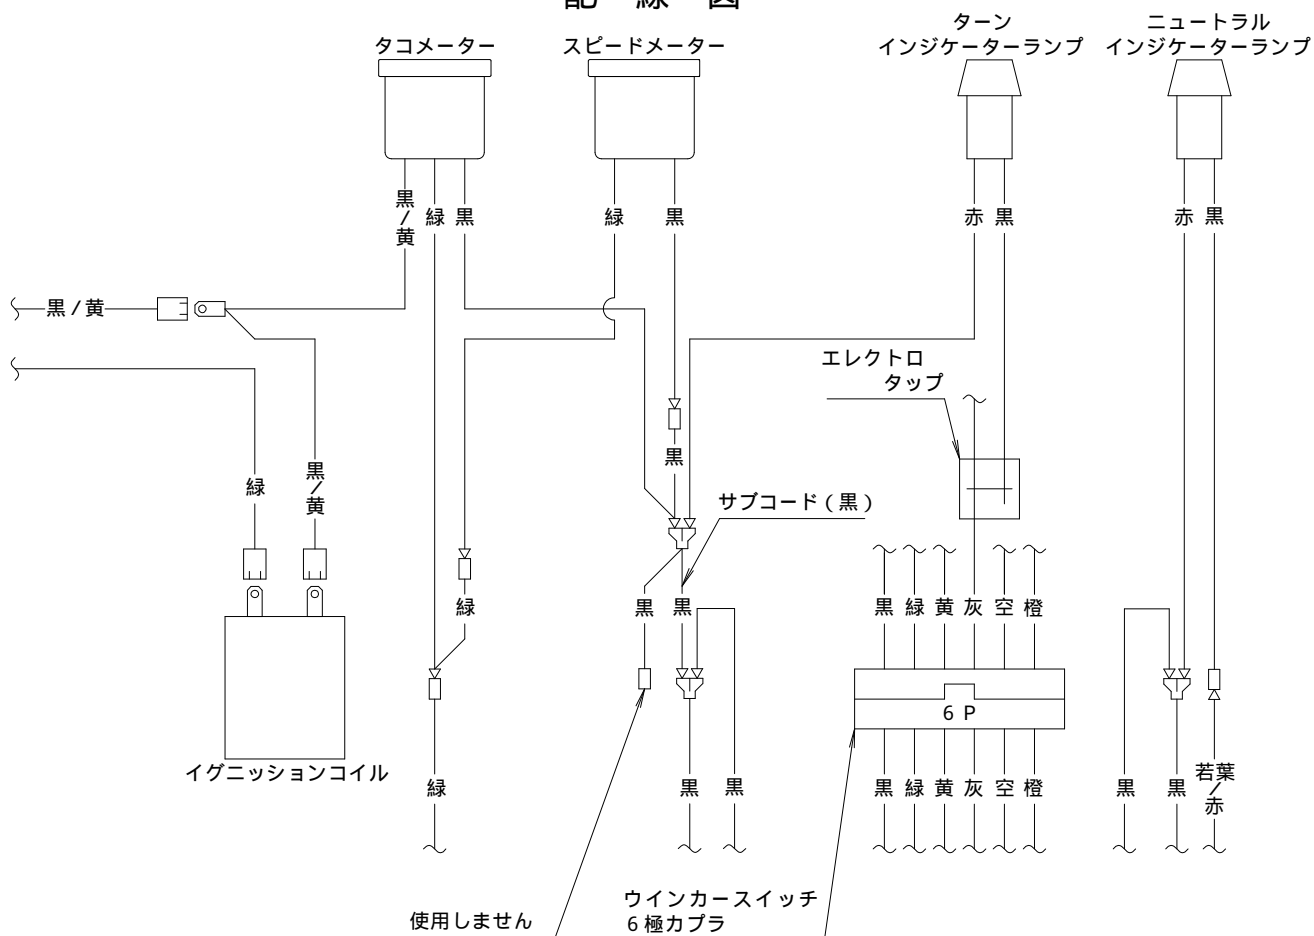 配線図
タコメーター
スピードメーター
ターン
インジケーターランプ
ニュートラル
インジケーターランプ
黒/黄
緑
黒
緑
黒
赤
黒
赤
黒
黒/黄
エレクトロ
タップ
黒
緑
黒/黄
サブコード(黒)
緑
黒
黒
黒
緑
黄
灰
空
橙
6P
イグニッションコイル
緑
黒
黒
黒
緑
黄
灰
空
橙
黒
黒
若葉/赤
使用しません
ウインカースイッチ
6極カプラ